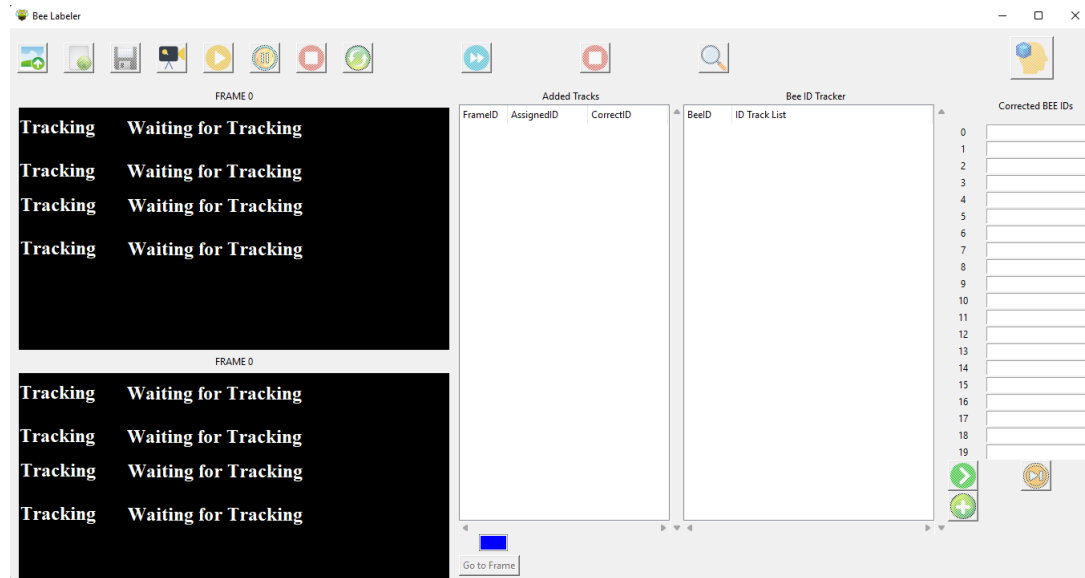 Bee Labeler
FRAME 0
Tracking Waiting for Tracking
Tracking Waiting for Tracking
Tracking Waiting for Tracking
Tracking Waiting for Tracking
FRAME 0
Tracking Waiting for Tracking
Tracking Waiting for Tracking
Tracking Waiting for Tracking
Tracking Waiting for Tracking
Added Tracks
FrameID AssignedID CorrectID
Go to Frame
Bee ID Tracker
BeeID ID Track List
Corrected BEE IDs
0
1
2
3
4
5
6
7
8
9
10
11
12
13
14
15
16
17
18
19